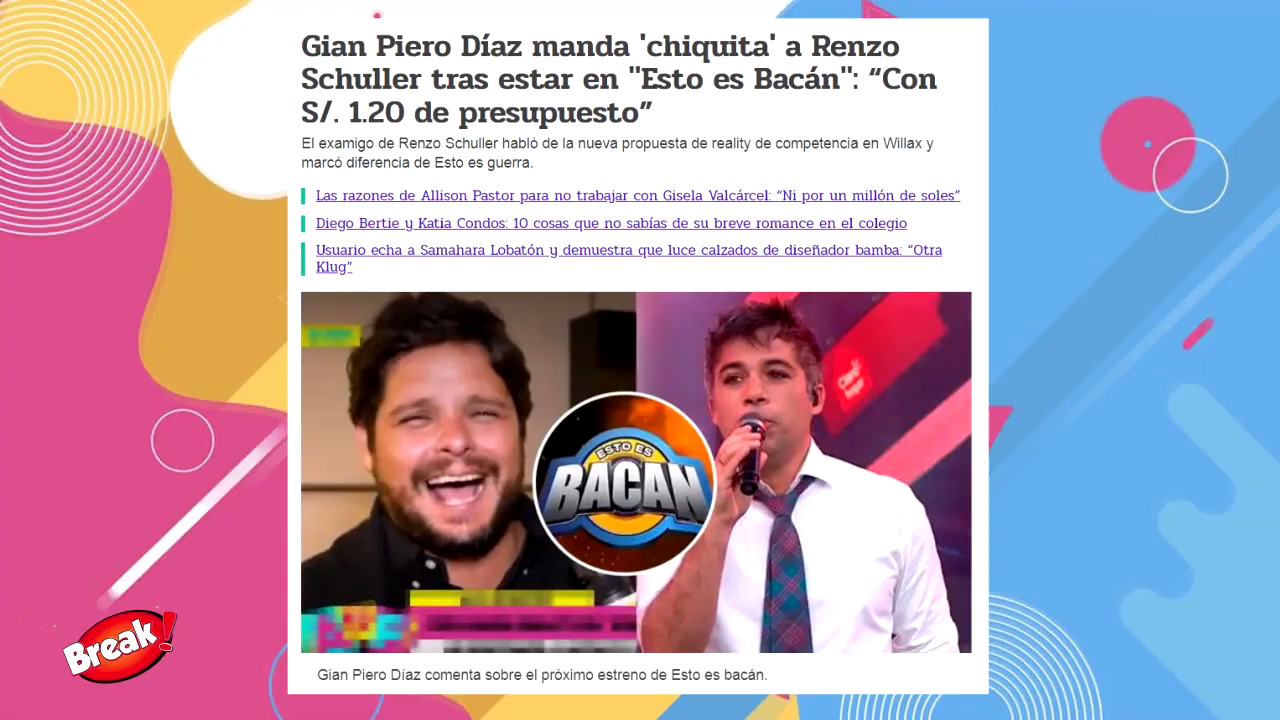 Gian Piero Díaz manda 'chiquita' a Renzo
Schuller tras estar en "Esto es Bacán": “Con
S/. 1.20 de presupuesto”
El examigo de Renzo Schuller habló de la nueva propuesta de reality de competencia en Willax y
marcó diferencia de Esto es guerra.
Las razones de Allison Pastor para no trabajar con Gisela Valcárcel: “Ni por un millón de soles”
Diego Bertie y Katia Condos: 10 cosas que no sabías de su breve romance en el colegio
Usuario echa a Samahara Lobatón y demuestra que luce calzados de diseñador bamba: “Otra
Klug”
Claro
ESTO ES
BACAN
Break!
Gian Piero Díaz comenta sobre el próximo estreno de Esto es bacán.